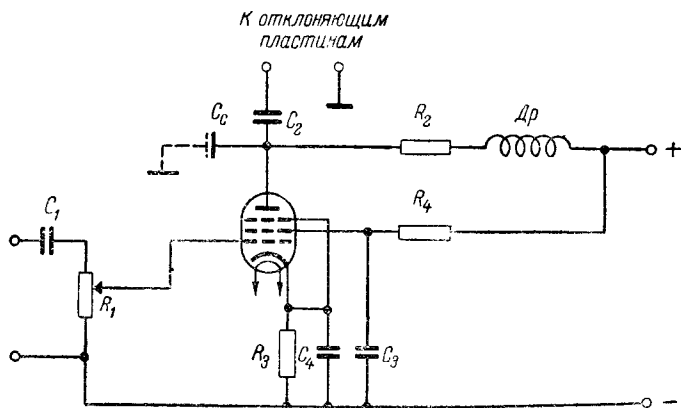 К отклоняющим
пластинам
Cc
C2
R2
Др
+
R4
C1
R1
R3
C4
C3
-